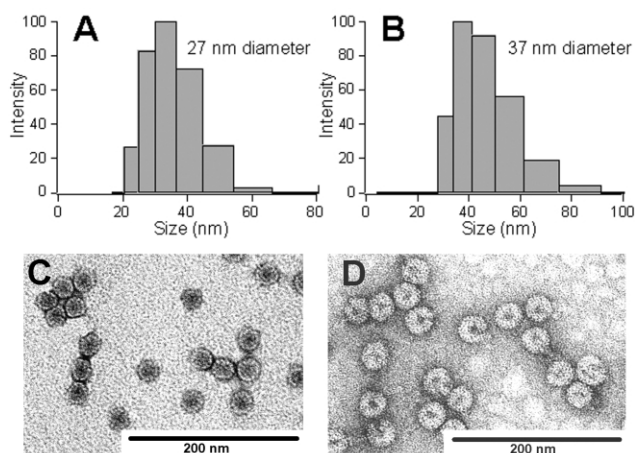 A
27 nm diameter
Intensity
100
80
60
40
20
0
0 20 40 60 80
Size (nm)
B
37 nm diameter
Intensity
100
80
60
40
20
0
0 20 40 60 80 100
Size (nm)
C
200 nm
D
200 nm